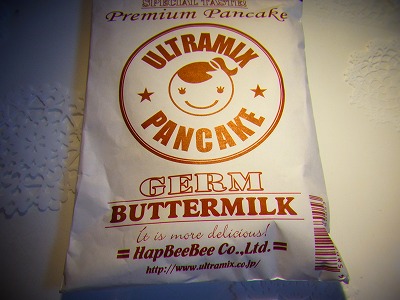 SPECIAL TASTE!
Premium Pancake
ULTRAMIX
PANCAKE
GERM
BUTTERMILK
It is more delicious!
HapBeeBee Co.,Ltd.
http://www.ultramix.co.jp/